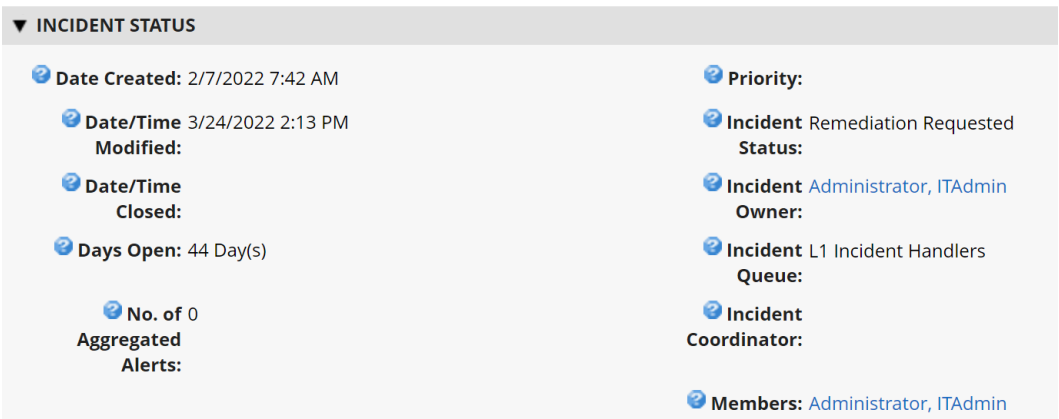 ▼ INCIDENT STATUS
Date Created: 2/7/2022 7:42 AM
Date/Time 3/24/2022 2:13 PM
Modified:
Date/Time
Closed:
Days Open: 44 Day(s)
No. of 0
Aggregated
Alerts:
Priority:
Incident Remediation Requested
Status:
Incident Administrator, ITAdmin
Owner:
Incident L1 Incident Handlers
Queue:
Incident
Coordinator:
Members: Administrator, ITAdmin